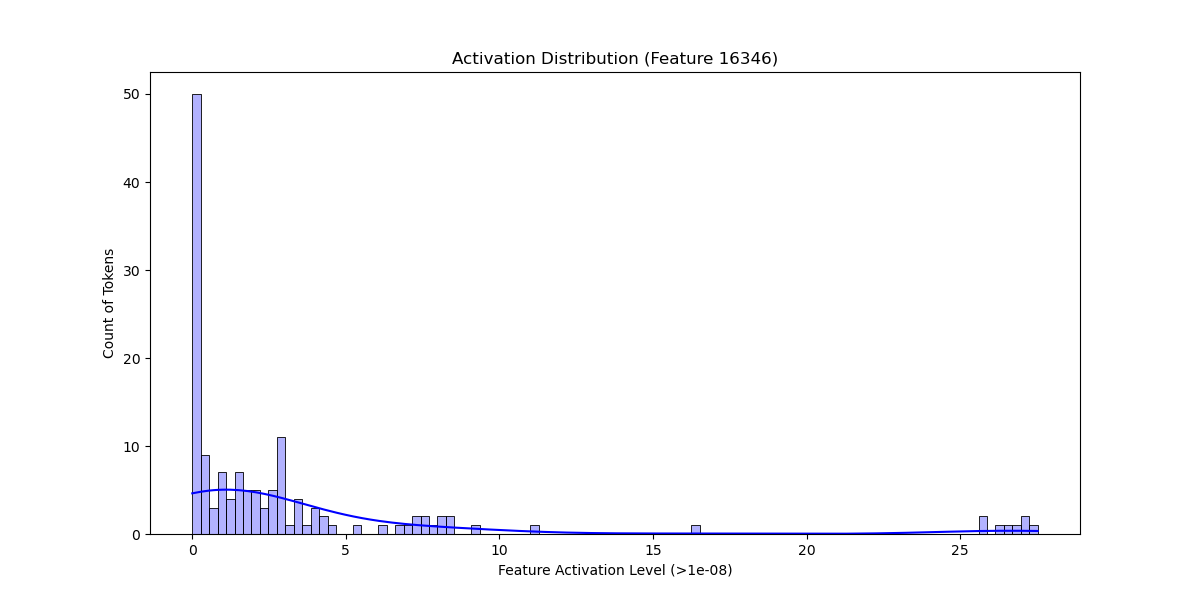 Activation Distribution (Feature 16346)
50
40
30
20
10
0
Count of Tokens
0 5 10 15 20 25
Feature Activation Level (>1e-08)